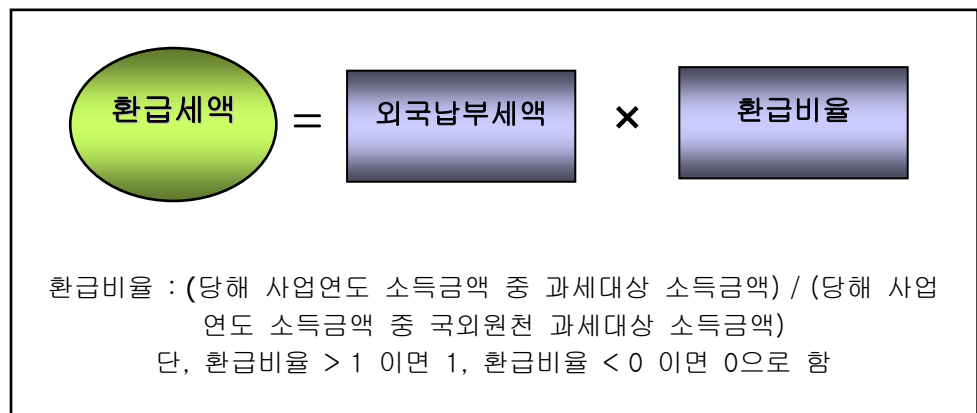 환급세액 = 외국납부세액 × 환급비율
환급비율 : (당해 사업연도 소득금액 중 과세대상 소득금액) / (당해 사업
연도 소득금액 중 국외원천 과세대상 소득금액)
단, 환급비율 > 1 이면 1, 환급비율 < 0 이면 0으로 함